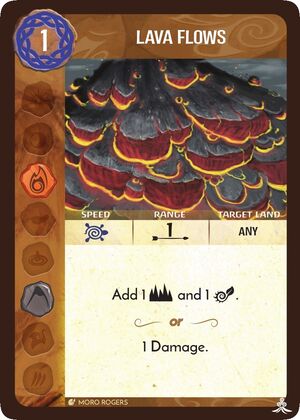 1
LAVA FLOWS
SPEED RANGE TARGET LAND
1 ANY
Add 1 and 1 .
or
1 Damage.
MORO ROGERS